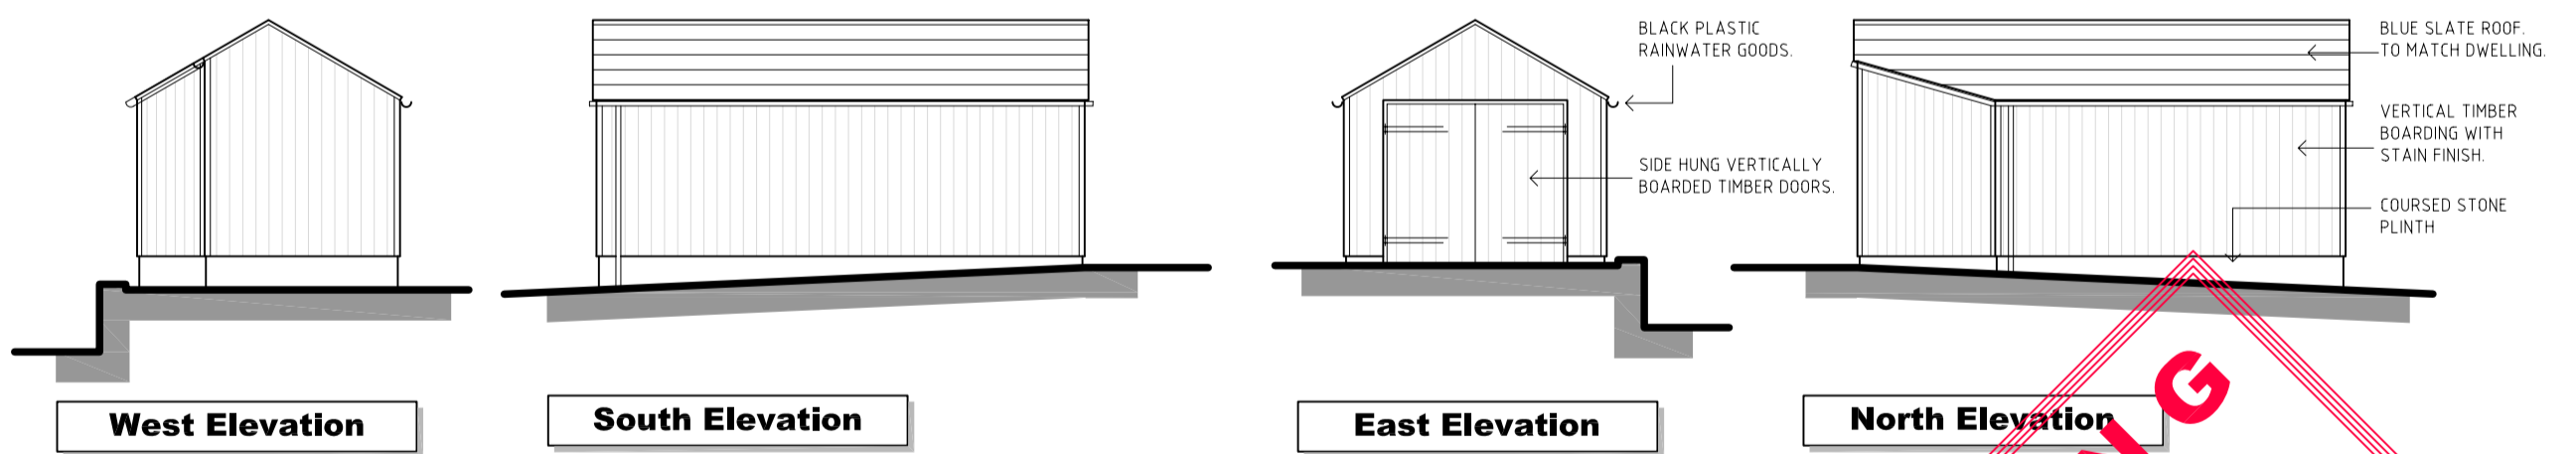 BLACK PLASTIC
RAINWATER GOODS.
SIDE HUNG VERTICALLY
BOARDED TIMBER DOORS.
BLUE SLATE ROOF.
TO MATCH DWELLING.
VERTICAL TIMBER
BOARDING WITH
STAIN FINISH.
COURSED STONE
PLINTH
West Elevation
South Elevation
East Elevation
North Elevation
G